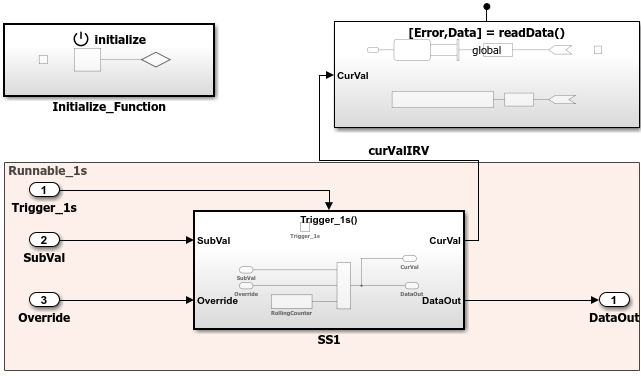 initialize
Initialize_Function
[Error,Data] = readData()
global
CurVal
curValIRV
Runnable_1s
1
Trigger_1s
2
SubVal
3
Override
Trigger_1s()
Trigger_1s
SubVal
CurVal
SubVal
CurVal
Override
Override
DataOut
DataOut
RollingCounter
SS1
1
DataOut